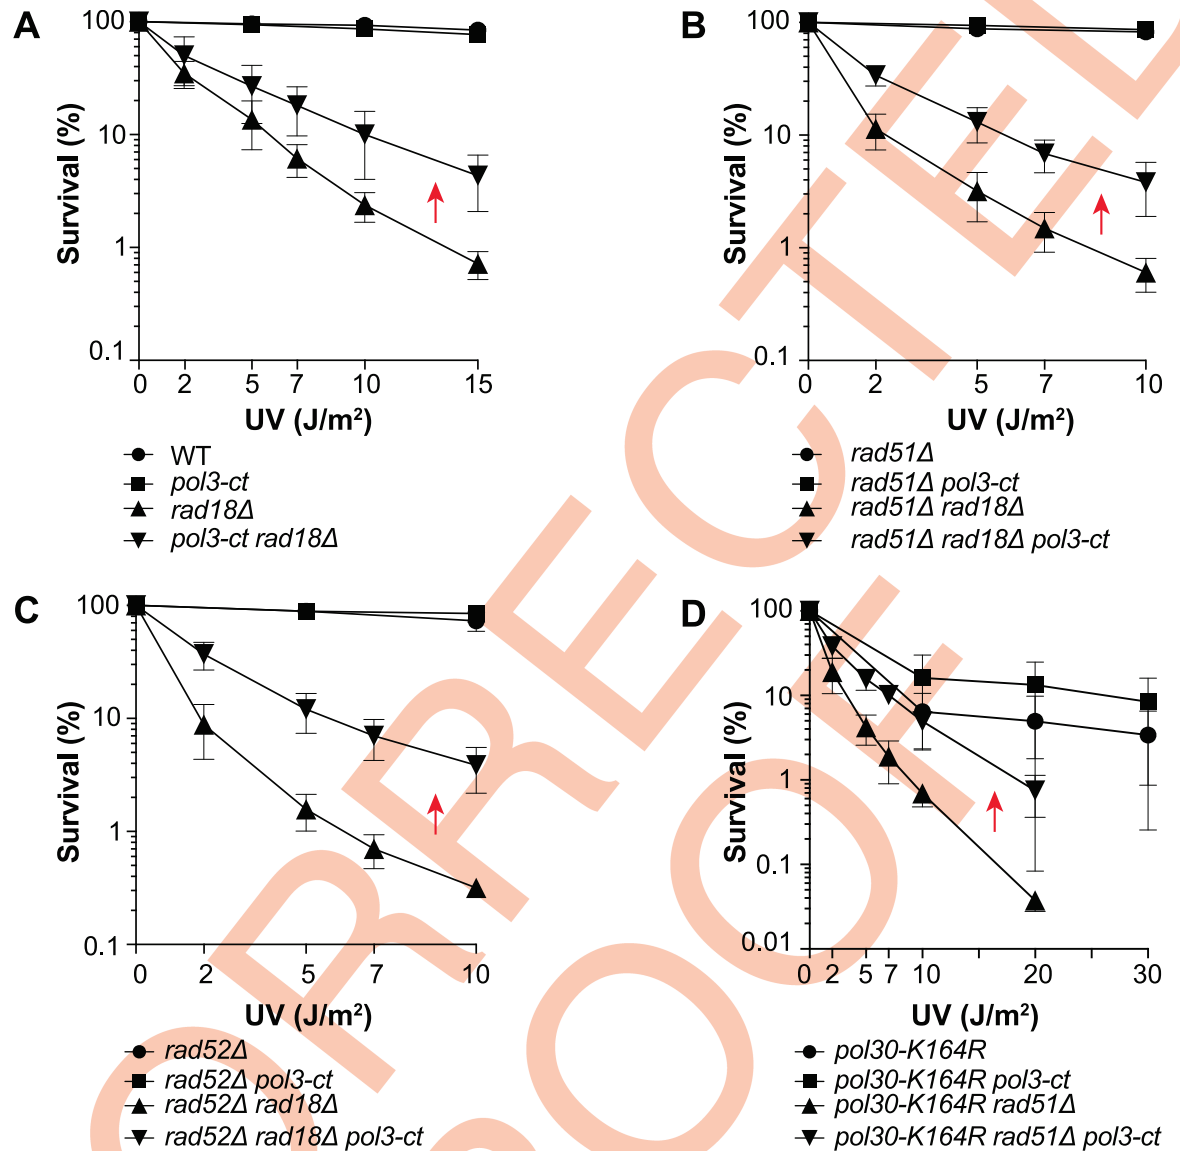 A
Survival (%)
100
10
1
0.1
0 2 5 7 10 15
UV (J/m²)
WT
pol3-ct
rad18Δ
pol3-ct rad18Δ
B
Survival (%)
100
10
1
0.1
0 2 5 7 10
UV (J/m²)
rad51Δ
rad51Δ pol3-ct
rad51Δ rad18Δ
rad51Δ rad18Δ pol3-ct
C
Survival (%)
100
10
1
0.1
0 2 5 7 10
UV (J/m²)
rad52Δ
rad52Δ pol3-ct
rad52Δ rad18Δ
rad52Δ rad18Δ pol3-ct
D
Survival (%)
100
10
1
0.1
0.01
0 2 5 7 10 20 30
UV (J/m²)
pol30-K164R
pol30-K164R pol3-ct
pol30-K164R rad51Δ
pol30-K164R rad51Δ pol3-ct
ORRECTE
ROOF